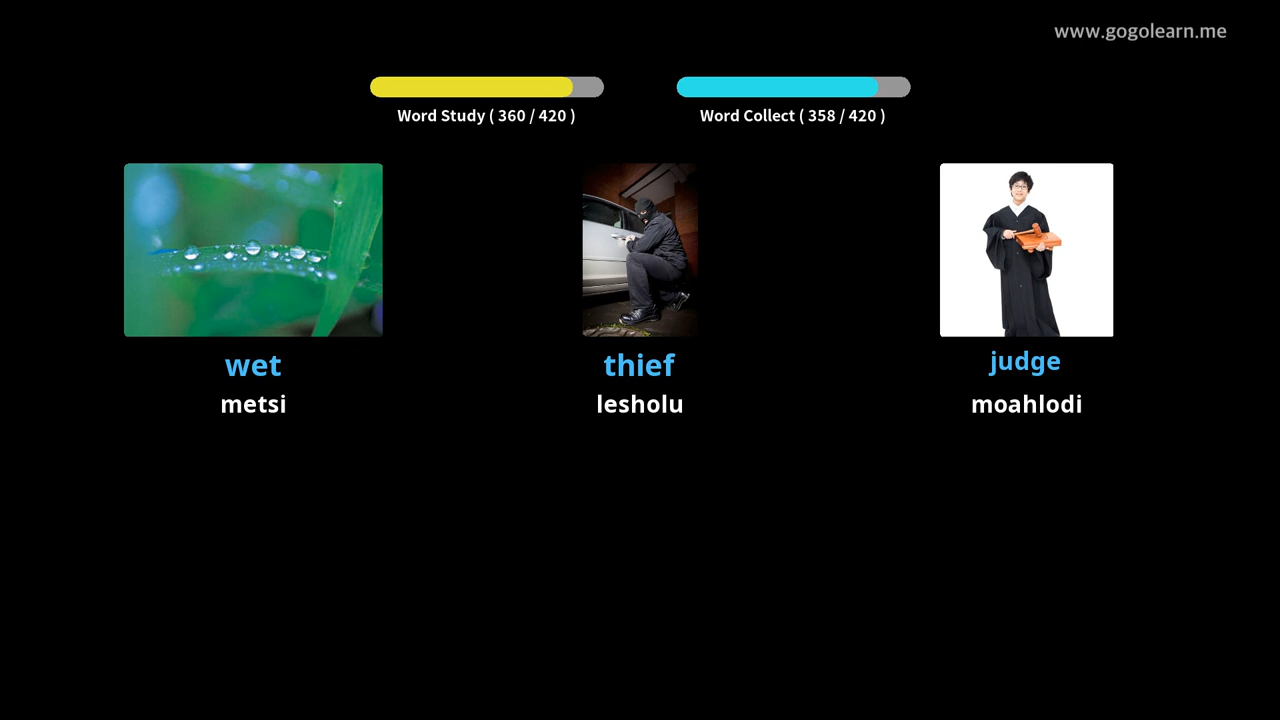 www.gogolearn.me
Word Study ( 360 / 420 )
Word Collect ( 358 / 420 )
wet
thief
judge
metsi
lesholu
moahlodi